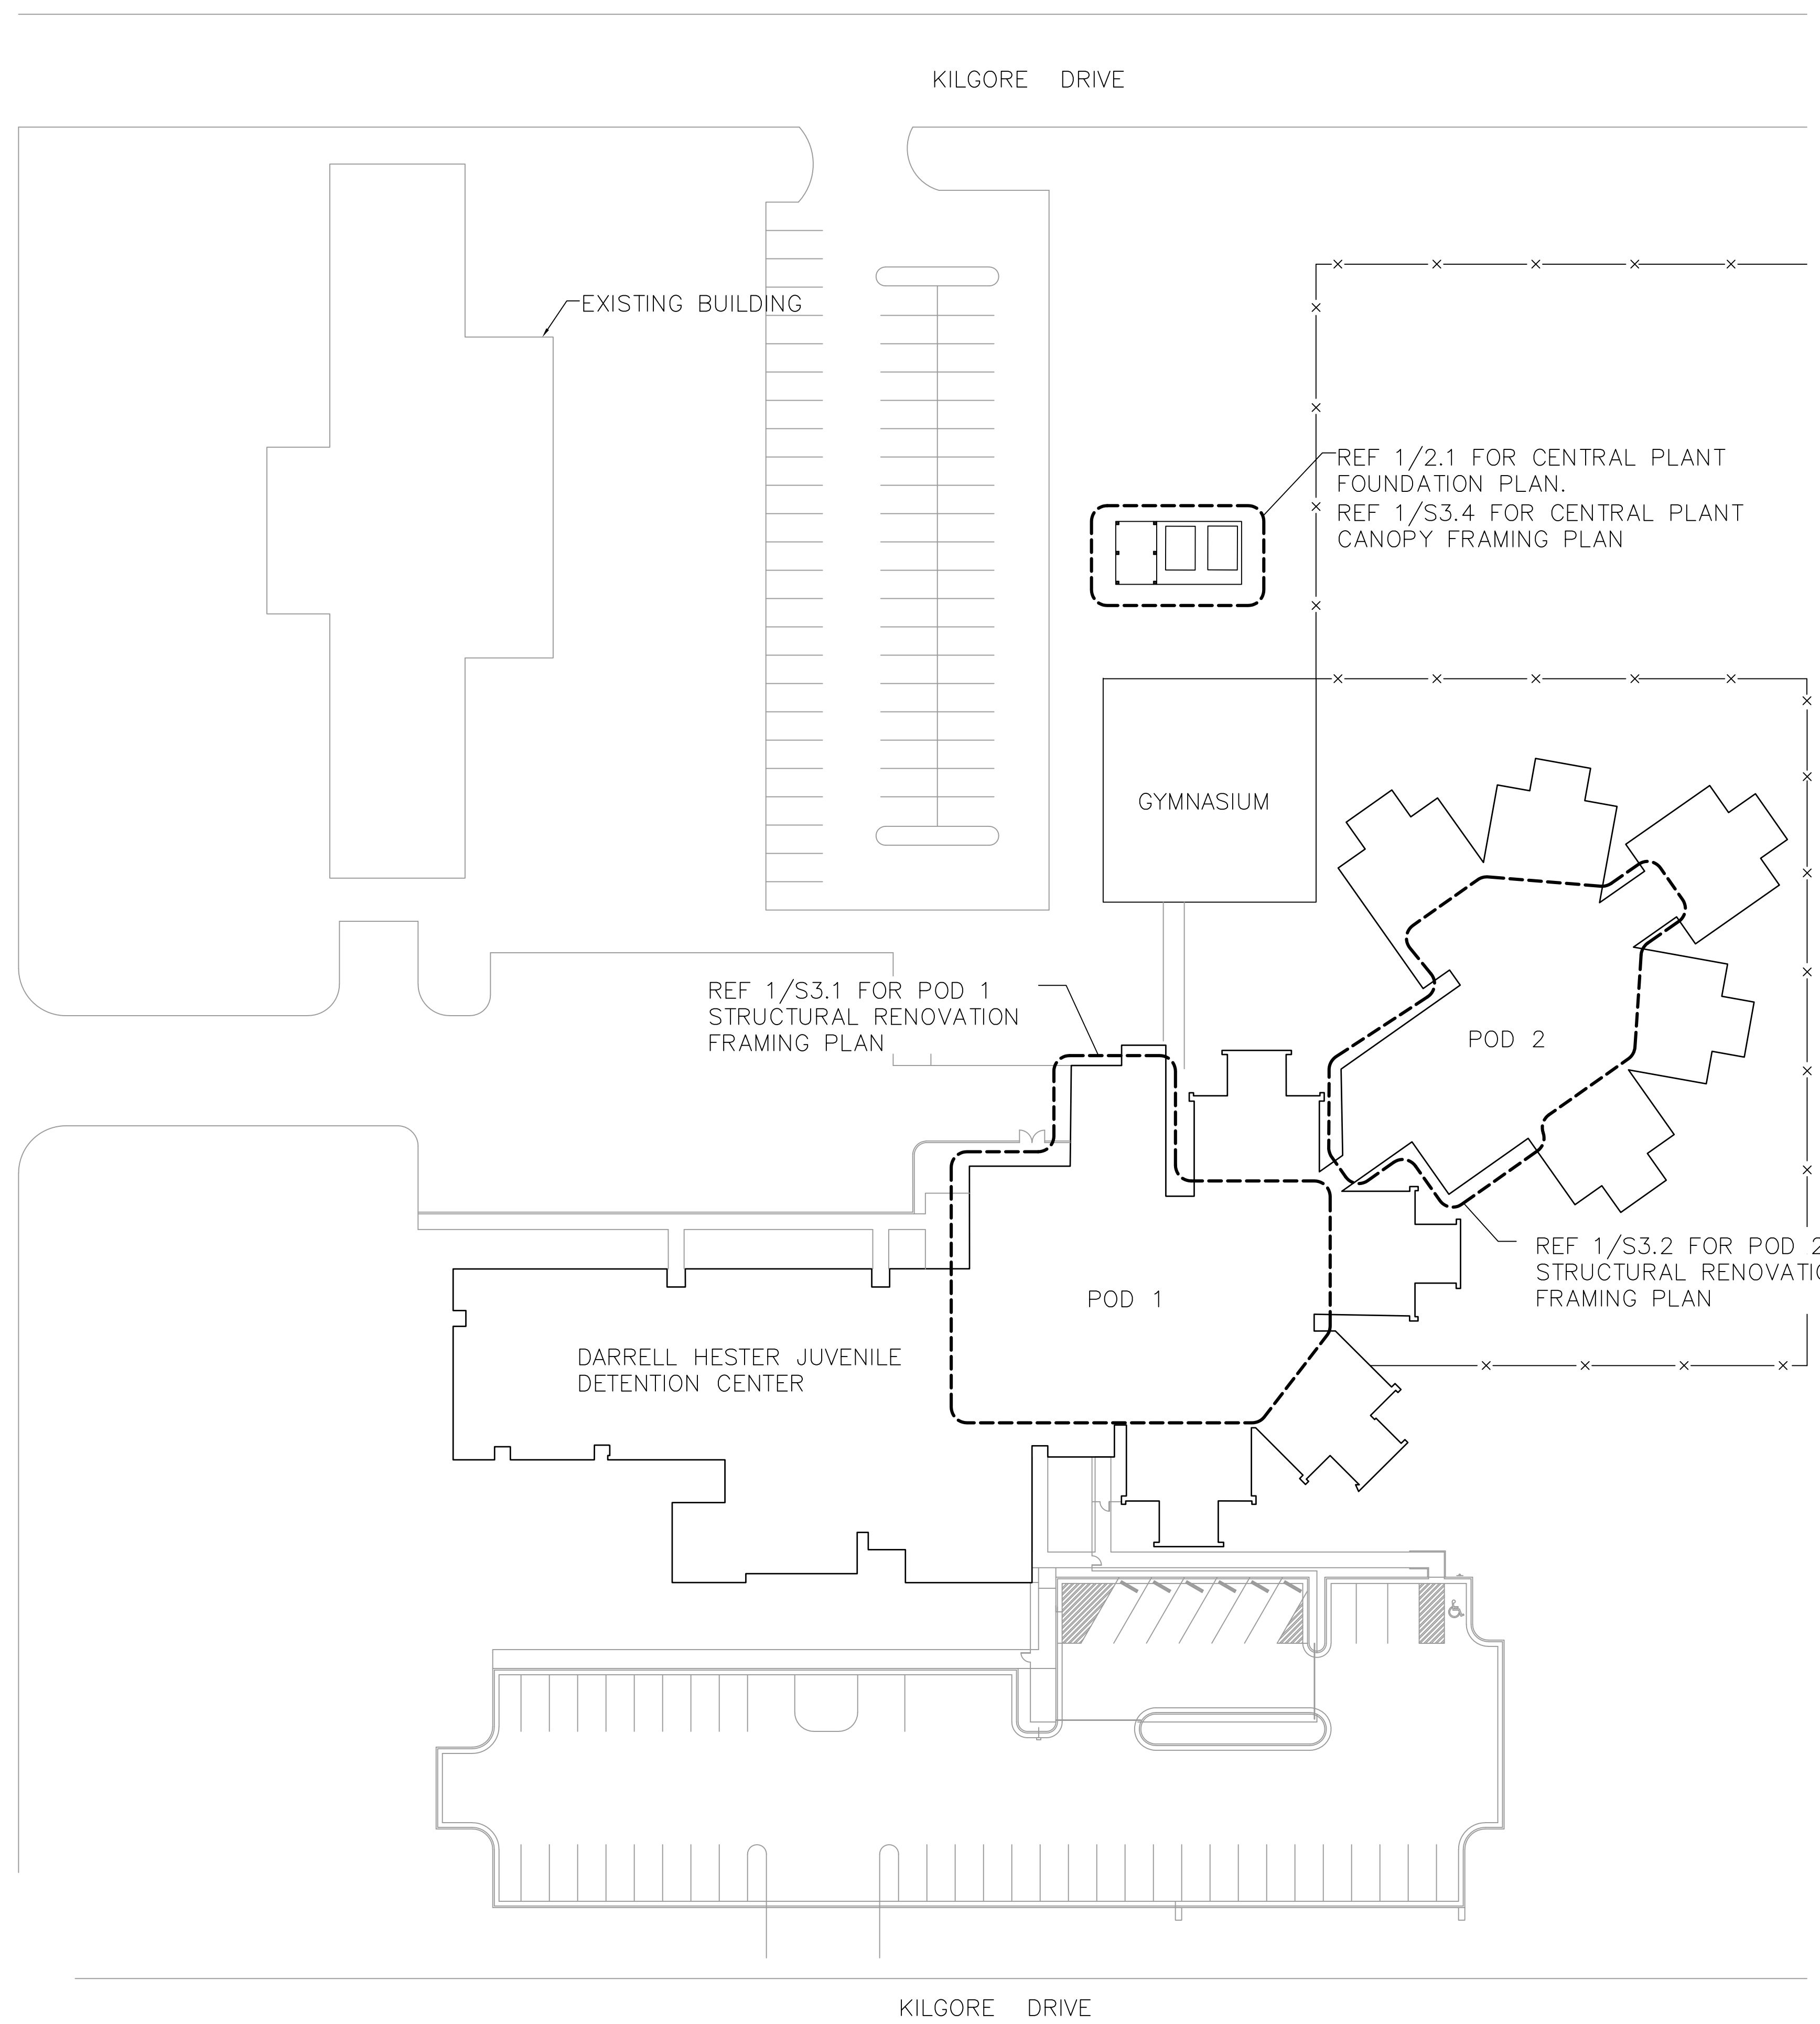 KILGORE DRIVE
EXISTING BUILDING
REF 1/2.1 FOR CENTRAL PLANT
FOUNDATION PLAN.
REF 1/S3.4 FOR CENTRAL PLANT
CANOPY FRAMING PLAN
GYMNASIUM
REF 1/S3.1 FOR POD 1
STRUCTURAL RENOVATION
FRAMING PLAN
POD 2
REF 1/S3.2 FOR POD 2
STRUCTURAL
FRAMING PLAN
POD 1
DARRELL HESTER JUVENILE
DETENTION CENTER
KILGORE DRIVE